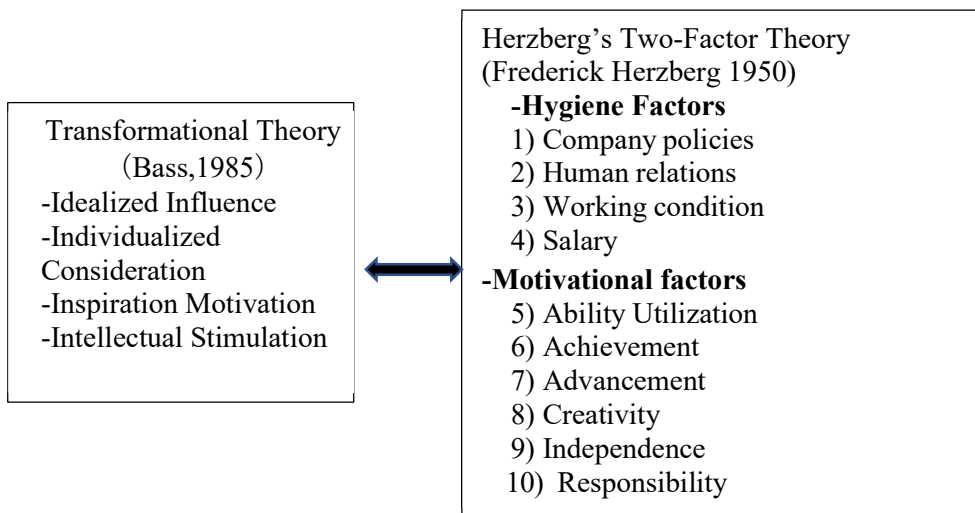 Transformational Theory
（Bass,1985）
-Idealized Influence
-Individualized
Consideration
-Inspiration Motivation
-Intellectual Stimulation
Herzberg’s Two-Factor Theory
(Frederick Herzberg 1950)
-Hygiene Factors
1) Company policies
2) Human relations
3) Working condition
4) Salary
-Motivational factors
5) Ability Utilization
6) Achievement
7) Advancement
8) Creativity
9) Independence
10) Responsibility